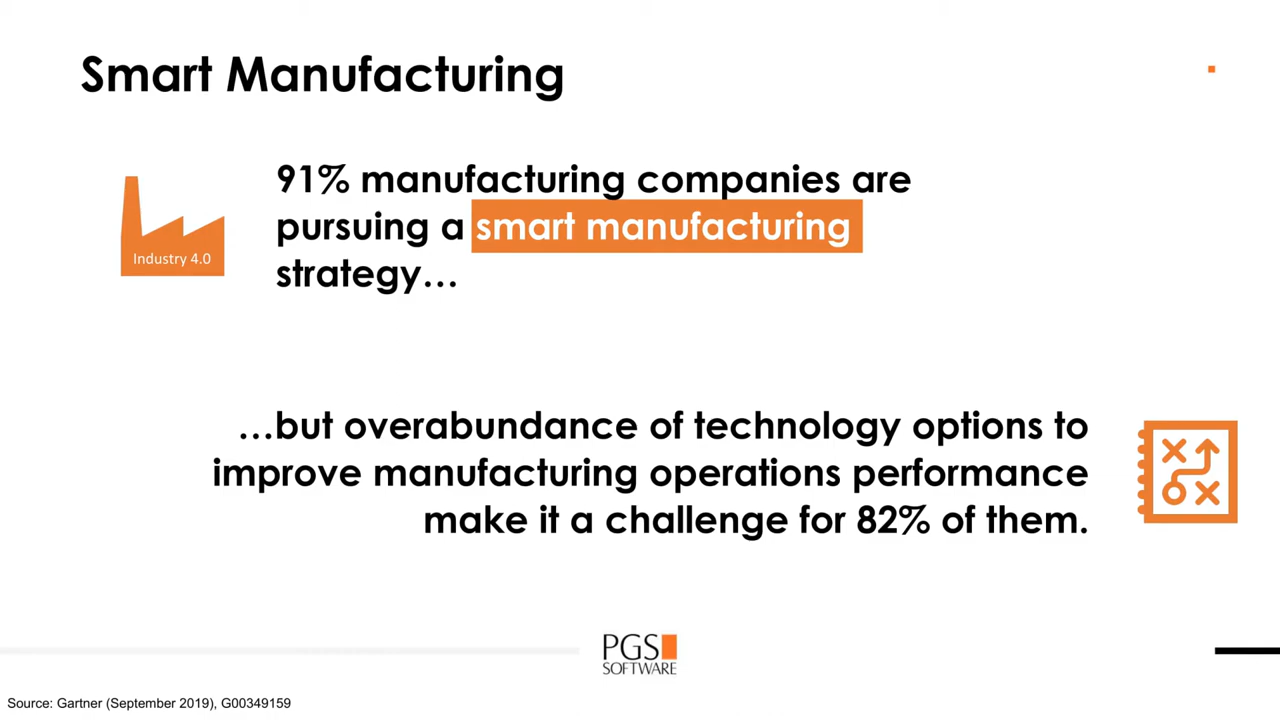 Smart Manufacturing
91% manufacturing companies are
pursuing a smart manufacturing
strategy…
Industry 4.0
…but overabundance of technology options to
improve manufacturing operations performance
make it a challenge for 82% of them.
PGS
SOFTWARE
Source: Gartner (September 2019), G00349159